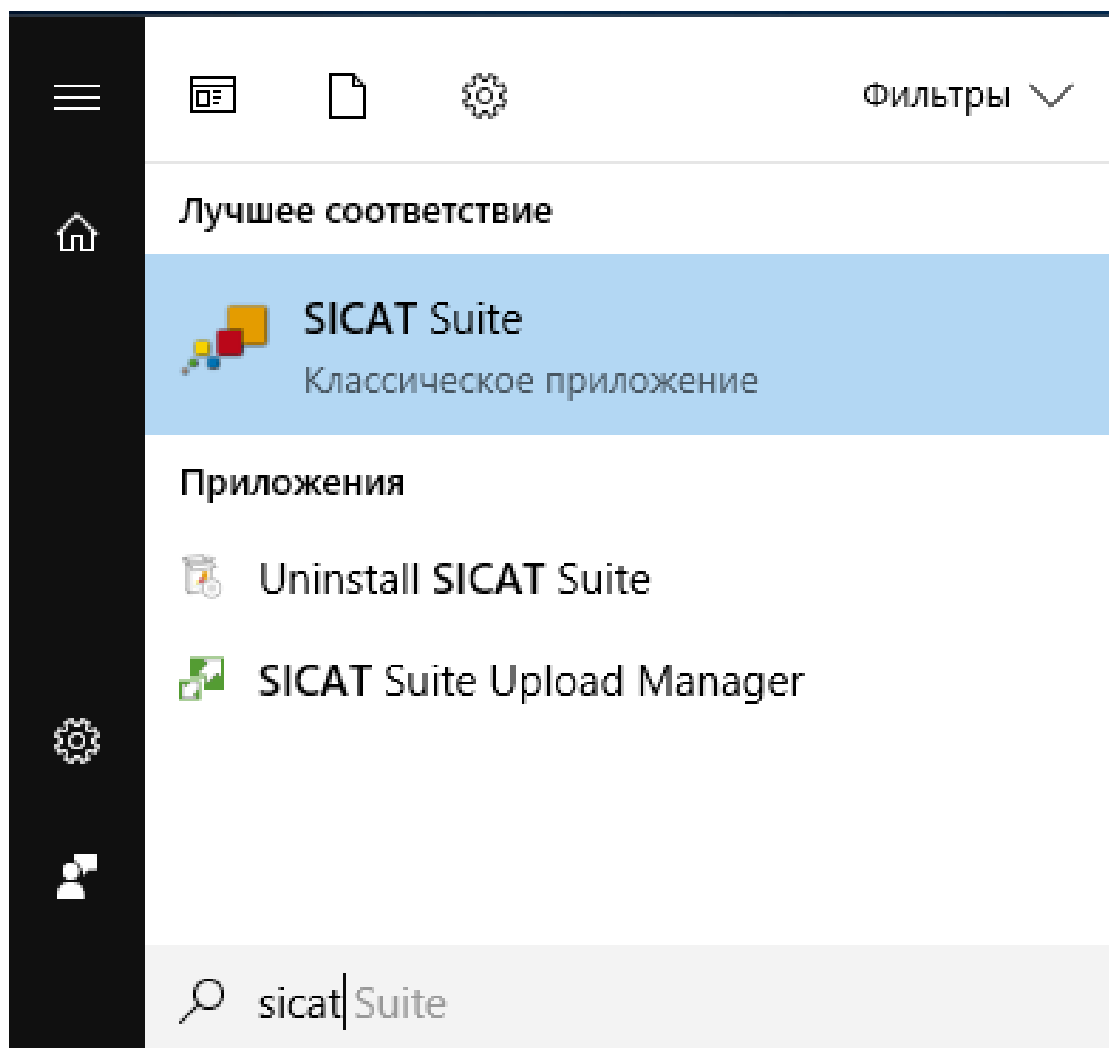 Фильтры
Лучшее соответствие
SICAT Suite
Классическое приложение
Приложения
Uninstall SICAT Suite
SICAT Suite Upload Manager
sicat Suite